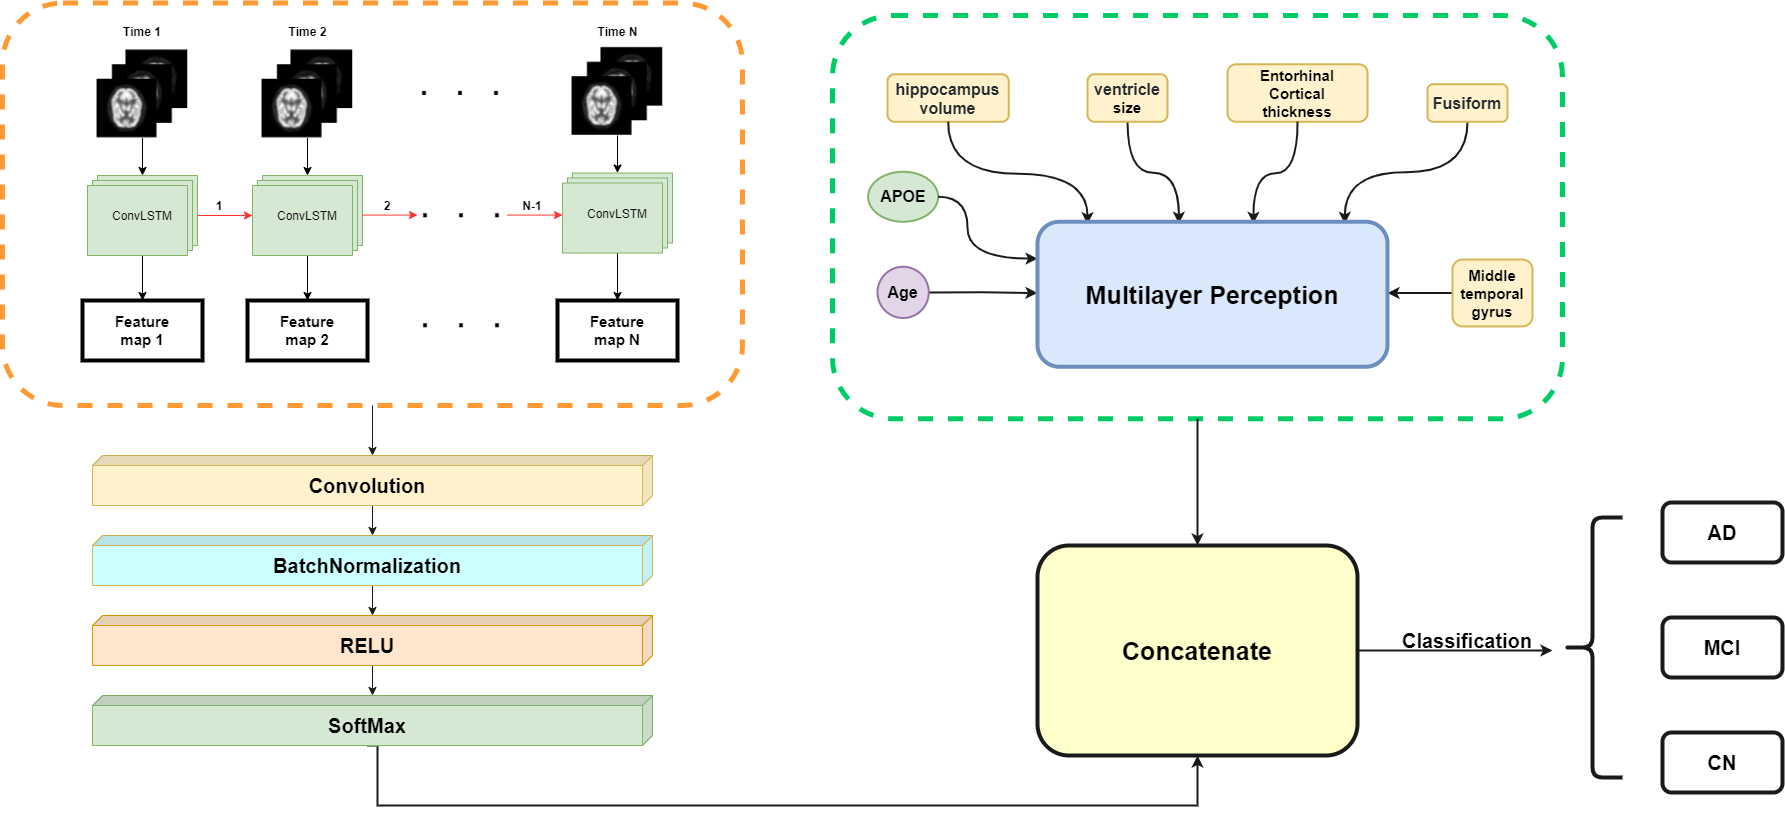 Time 1
Time 2
Time N
ConvLSTM
1
ConvLSTM
2
N-1
ConvLSTM
Feature
map 1
Feature
map 2
Feature
map N
Convolution
BatchNormalization
RELU
SoftMax
hippocampus
volume
ventricle
size
Entorhinal
Cortical
thickness
Fusiform
APOE
Age
Multilayer Perception
Middle
temporal
gyrus
Concatenate
Classification
AD
MCI
CN